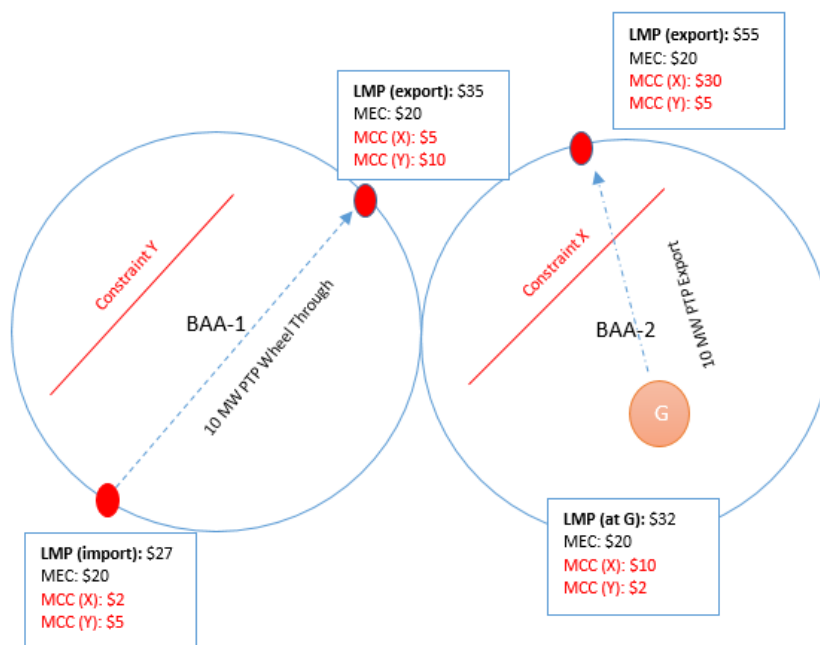 LMP (export): $55
MEC: $20
MCC (X): $30
MCC (Y): $5
LMP (export): $35
MEC: $20
MCC (X): $5
MCC (Y): $10
Constraint Y
BAA-1
10 MW PTP Wheel Through
Constraint X
BAA-2
10 MW PTP Export
G
LMP (import): $27
MEC: $20
MCC (X): $2
MCC (Y): $5
LMP (at G): $32
MEC: $20
MCC (X): $10
MCC (Y): $2